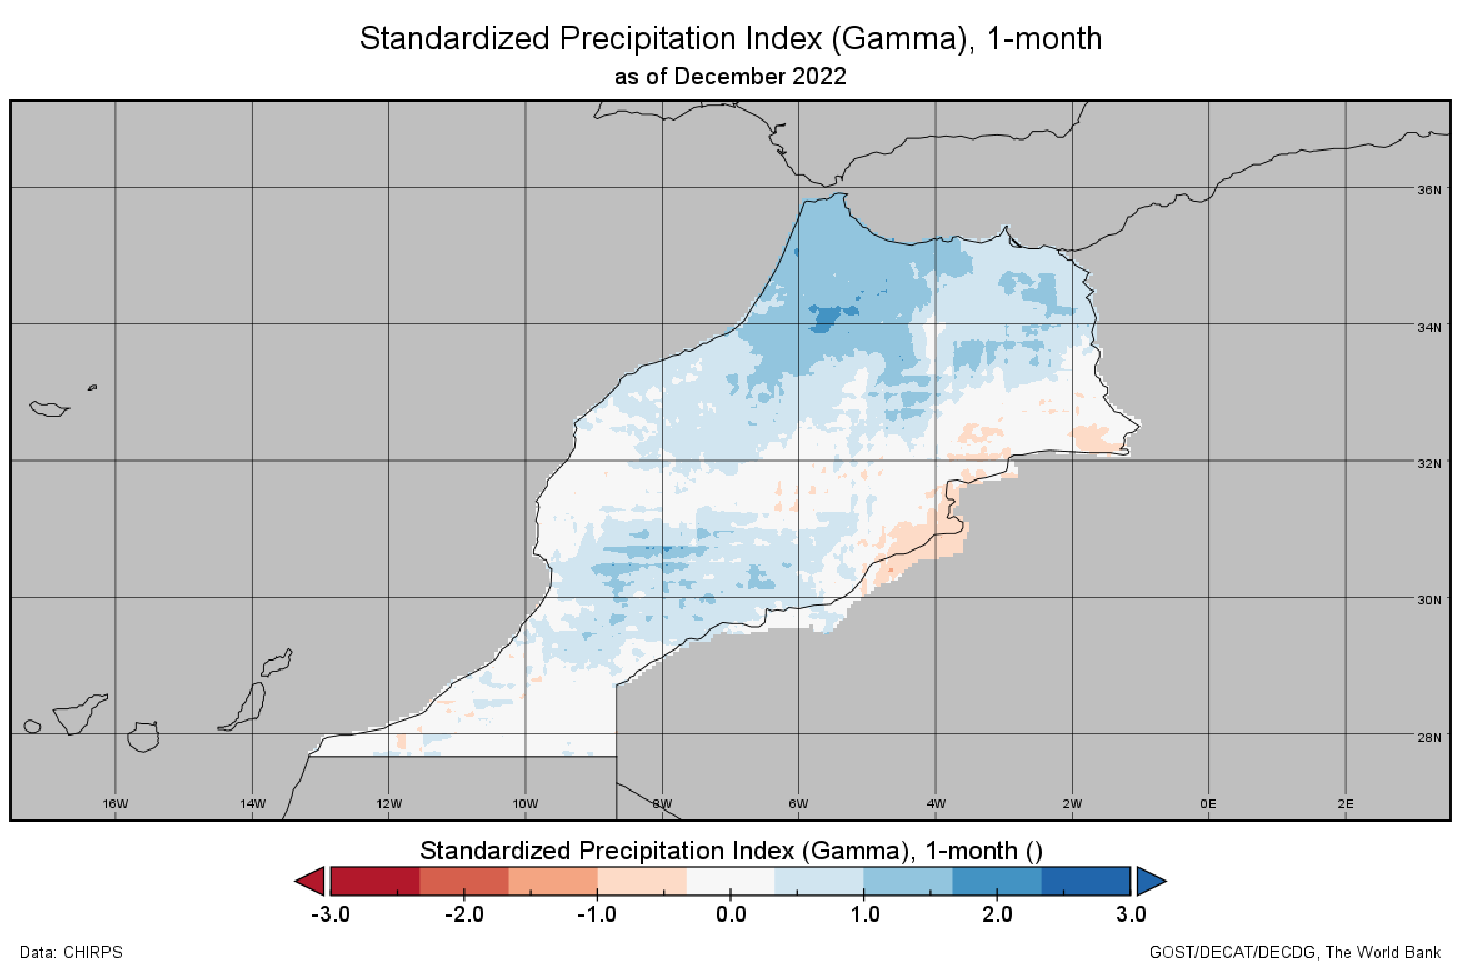 Standardized Precipitation Index (Gamma), 1-month
as of December 2022
36N
34N
32N
30N
28N
16W 14W 12W 10W 8W 6W 4W 2W 0E 2E
Standardized Precipitation Index (Gamma), 1-month ()
-3.0 -2.0 -1.0 0.0 1.0 2.0 3.0
Data: CHIRPS GOST/DECAT/DECDG, The World Bank